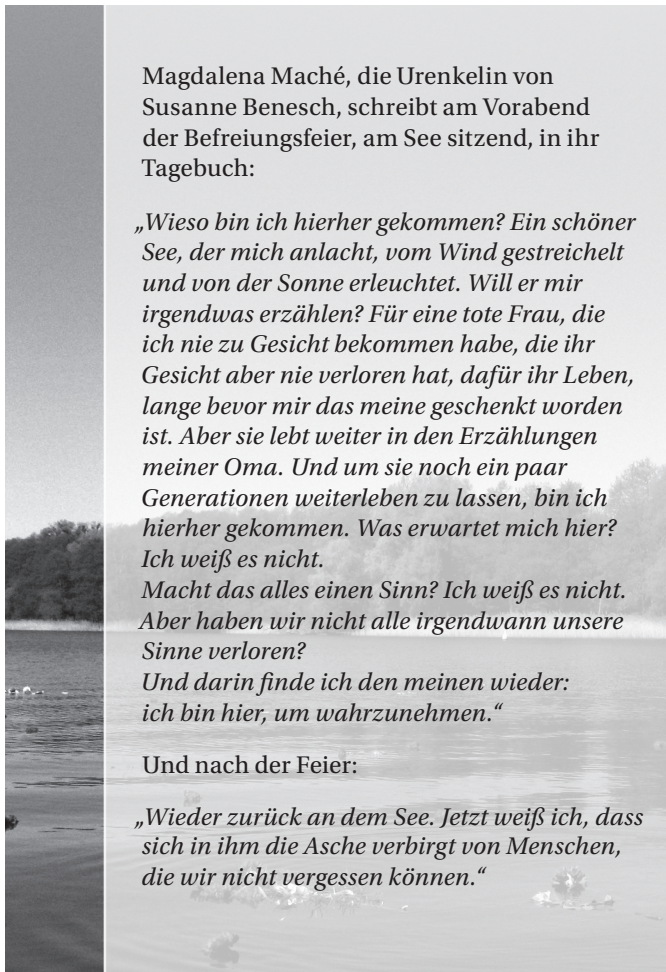 Magdalena Maché, die Urenkelin von
Susanne Benesch, schreibt am Vorabend
der Befreiungsfeier, am See sitzend, in ihr
Tagebuch:
„Wieso bin ich hierher gekommen? Ein schöner
See, der mich anlacht, vom Wind gestreichelt
und von der Sonne erleuchtet. Will er mir
irgendwas erzählen? Für eine tote Frau, die
ich nie zu Gesicht bekommen habe, die ihr
Gesicht aber nie verloren hat, dafür ihr Leben,
lange bevor mir das meine geschenkt worden
ist. Aber sie lebt weiter in den Erzählungen
meiner Oma. Und um sie noch ein paar
Generationen weiterleben zu lassen, bin ich
hierher gekommen. Was erwartet mich hier?
Ich weiß es nicht.
Macht das alles einen Sinn? Ich weiß es nicht.
Aber haben wir nicht alle irgendwann unsere
Sinne verloren?
Und darin finde ich den meinen wieder:
ich bin hier, um wahrzunehmen.“
Und nach der Feier:
„Wieder zurück an dem See. Jetzt weiß ich, dass
sich in ihm die Asche verbirgt von Menschen,
die wir nicht vergessen können.“